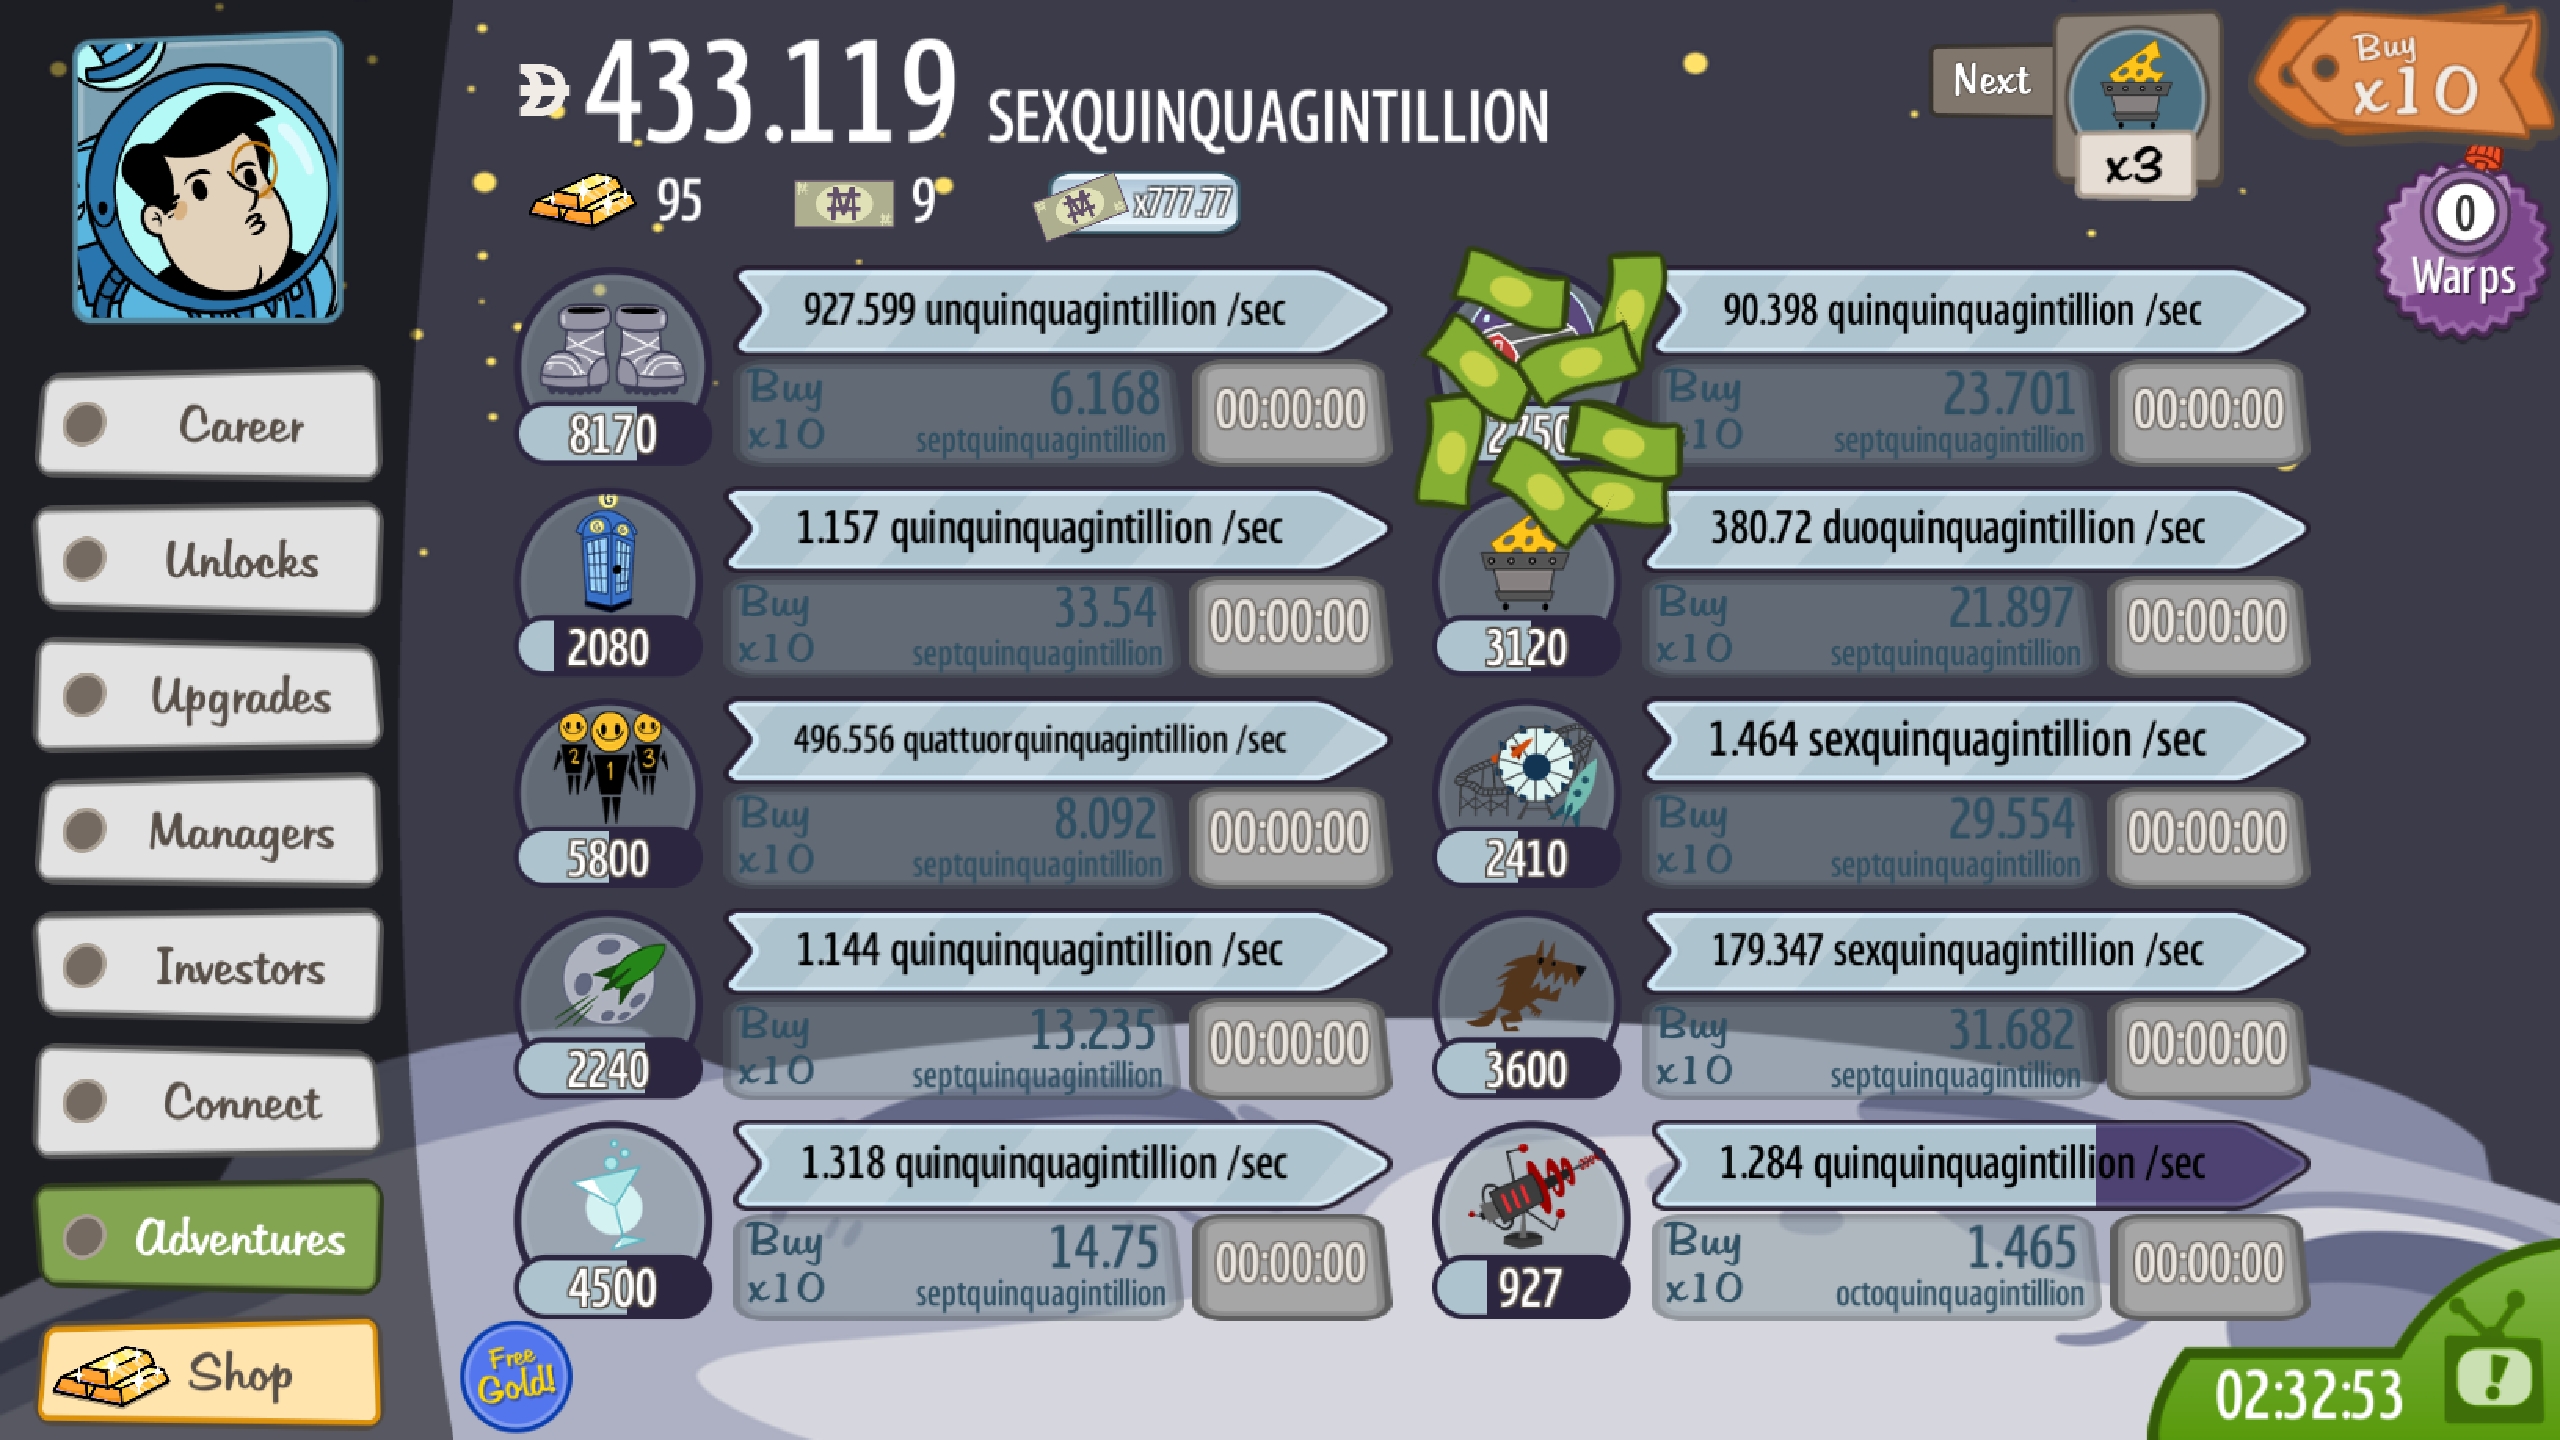 433.119 SEXQUINQUAGINTILLION
Next
x3
Buy
x10
95
9
x777.77
0
Warps
Career
Unlocks
Upgrades
Managers
Investors
Connect
Adventures
Shop
927.599 unquinquagintillion /sec
8170
Buy
x10
6.168
septquinquagintillion
00:00:00
90.398 quinquinquagintillion /sec
Buy
x10
23.701
septquinquagintillion
00:00:00
1.157 quinquinquagintillion /sec
2080
Buy
x10
33.54
septquinquagintillion
00:00:00
380.72 duoquinquagintillion /sec
3120
Buy
x10
21.897
septquinquagintillion
00:00:00
2 1 3
496.556 quattuorquinquagintillion /sec
5800
Buy
x10
8.092
septquinquagintillion
00:00:00
1.464 sexquinquagintillion /sec
2410
Buy
x10
29.554
septquinquagintillion
00:00:00
1.144 quinquinquagintillion /sec
2240
Buy
x10
13.235
septquinquagintillion
00:00:00
179.347 sexquinquagintillion /sec
3600
Buy
x10
31.682
septquinquagintillion
00:00:00
1.318 quinquinquagintillion /sec
4500
Buy
x10
14.75
septquinquagintillion
00:00:00
1.284 quinquinquagintillion /sec
927
Buy
x10
1.465
octoquinquagintillion
00:00:00
Free
Gold!
02:32:53